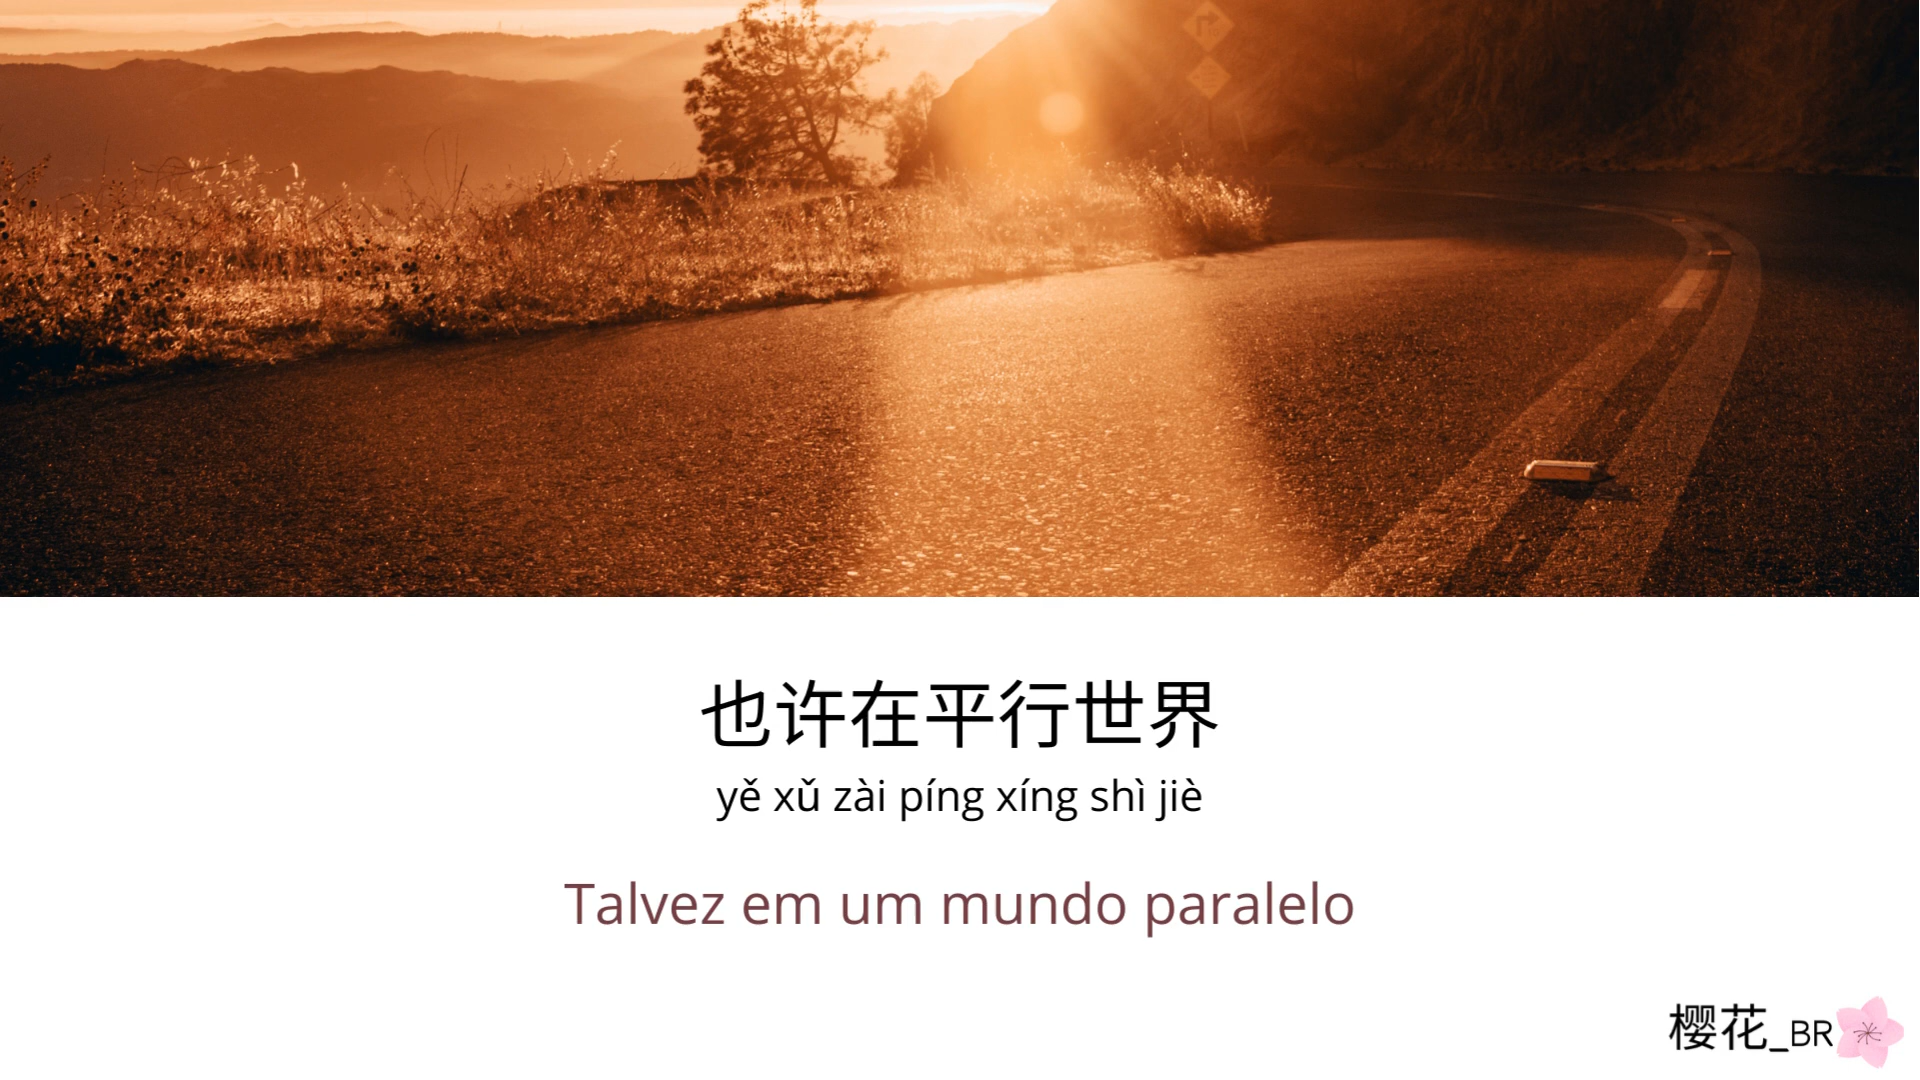 也许在平行世界
yě xǔ zài píng xíng shì jiè
Talvez em um mundo paralelo
樱花_BR